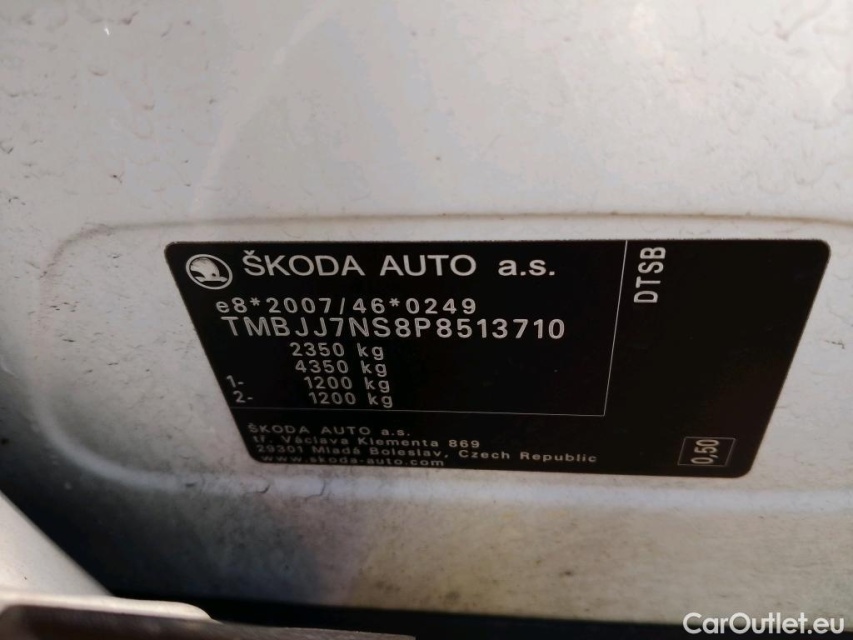 ŠKODA AUTO a.s.
e8*2007/46*0249
TMBJJ7NS8P8513710
2350 kg
4350 kg
1- 1200 kg
2- 1200 kg
DTSB
ŠKODA AUTO a.s.
tř. Václava Klementa 869
29301 Mladá Boleslav, Czech Republic
www.skoda-auto.com
0,50
CarOutlet.eu